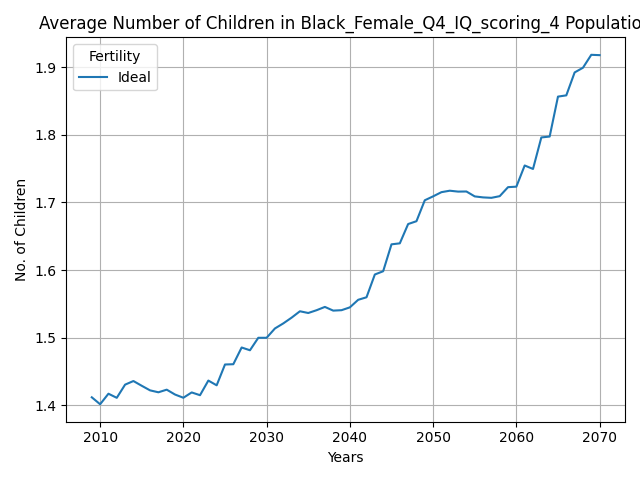 Average Number of Children in Black_Female_Q4_IQ_scoring_4 Populatio
Fertility
Ideal
No. of Children
1.9
1.8
1.7
1.6
1.5
1.4
2010 2020 2030 2040 2050 2060 2070
Years